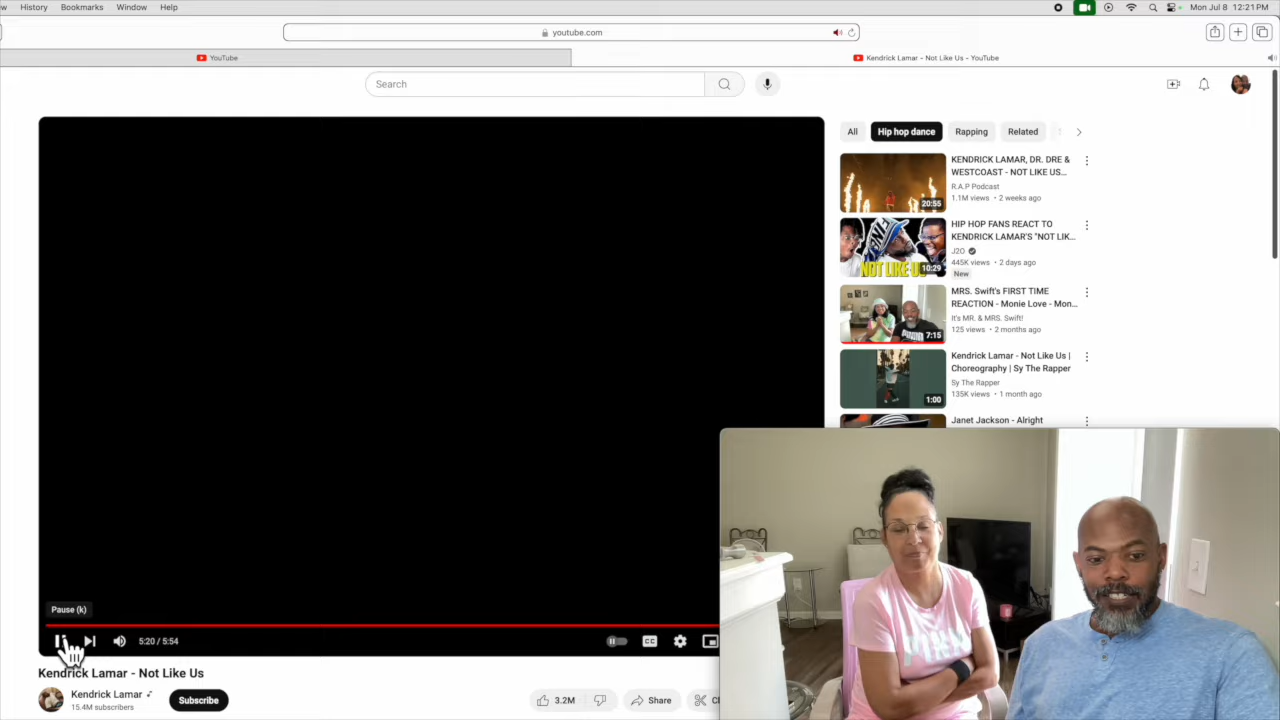 History Bookmarks Window Help
Mon Jul 8 12:21 PM
youtube.com
YouTube
Kendrick Lamar - Not Like Us - YouTube
Search
All Hip hop dance Rapping Related
KENDRICK LAMAR, DR. DRE &
WESTCOAST - NOT LIKE US...
R.A.P Podcast
1.1M views • 2 weeks ago
20:55
HIP HOP FANS REACT TO
KENDRICK LAMAR'S "NOT LIK...
J2O
445K views • 2 days ago
New
NOT LIKE US
10:29
MRS. Swift's FIRST TIME
REACTION - Monie Love - Mon...
It's MR. & MRS. Swift!
125 views • 2 months ago
7:15
Kendrick Lamar - Not Like Us |
Choreography | Sy The Rapper
Sy The Rapper
135K views • 1 month ago
1:00
Janet Jackson - Alright
Pause (k)
5:20 / 5:54
CC
Kendrick Lamar - Not Like Us
Kendrick Lamar
15.4M subscribers
Subscribe
3.2M
Share
PINK